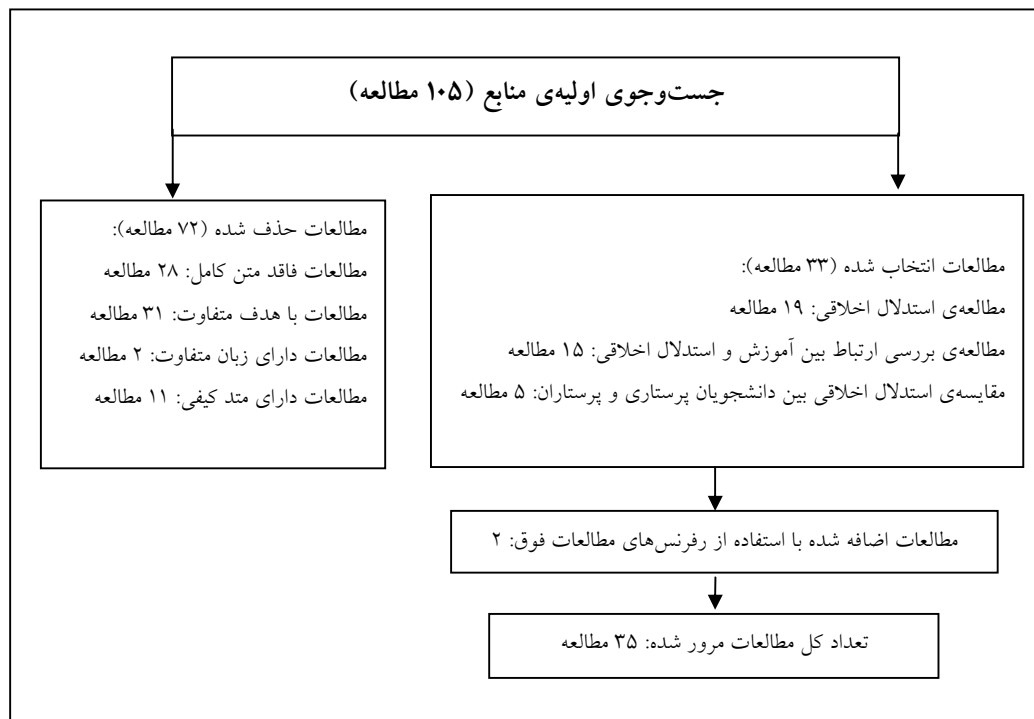 جست‌وجوی اولیه‌ی منابع (۱۰۵ مطالعه)
مطالعات انتخاب شده (۳۳ مطالعه):
مطالعه‌ی استدلال اخلاقی: ۱۹ مطالعه
مطالعه‌ی بررسی ارتباط بین آموزش و استدلال اخلاقی: ۱۵ مطالعه
مقایسه‌ی استدلال اخلاقی بین دانشجویان پرستاری و پرستاران: ۵ مطالعه
مطالعات حذف شده (۷۲ مطالعه):
مطالعات فاقد متن کامل: ۲۸ مطالعه
مطالعات با هدف متفاوت: ۳۱ مطالعه
مطالعات دارای زبان متفاوت: ۲ مطالعه
مطالعات دارای متد کیفی: ۱۱ مطالعه
مطالعات اضافه شده با استفاده از رفرنس‌های مطالعات فوق: ۲
تعداد کل مطالعات مرور شده: ۳۵ مطالعه